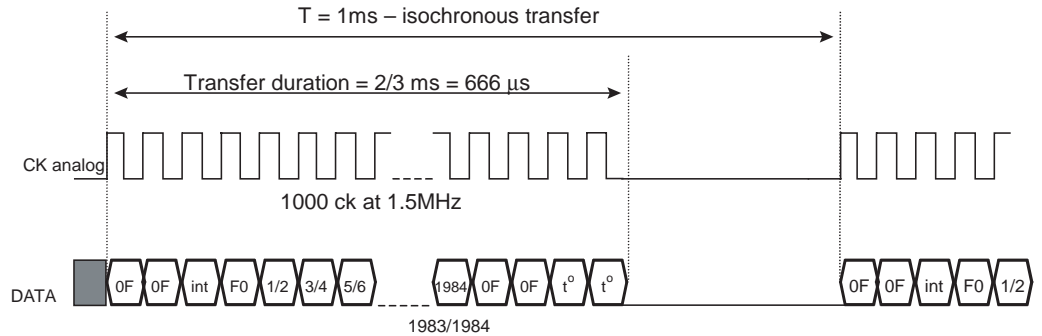 T = 1ms – isochronous transfer
Transfer duration = 2/3 ms = 666 μs
CK analog
1000 ck at 1.5MHz
DATA 0F 0F int F0 1/2 3/4 5/6 1984 0F 0F t° t° 0F 0F int F0 1/2
1983/1984